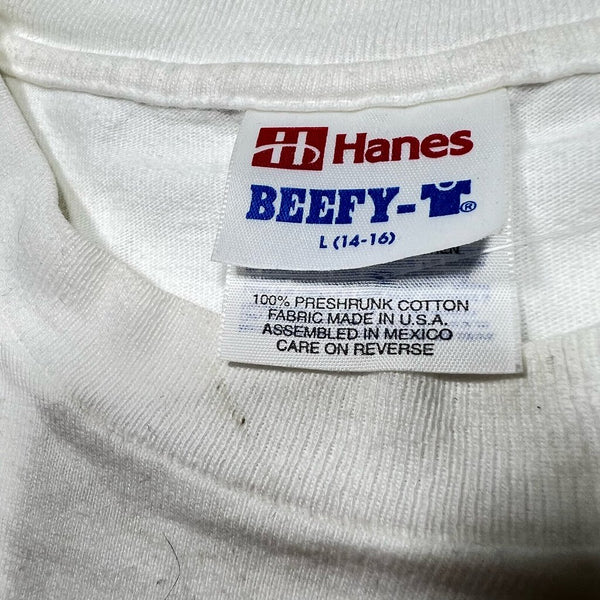 Hanes
BEEFY-T®
L (14-16)
100% PRESHRUNK COTTON
FABRIC MADE IN U.S.A.
ASSEMBLED IN MEXICO
CARE ON REVERSE